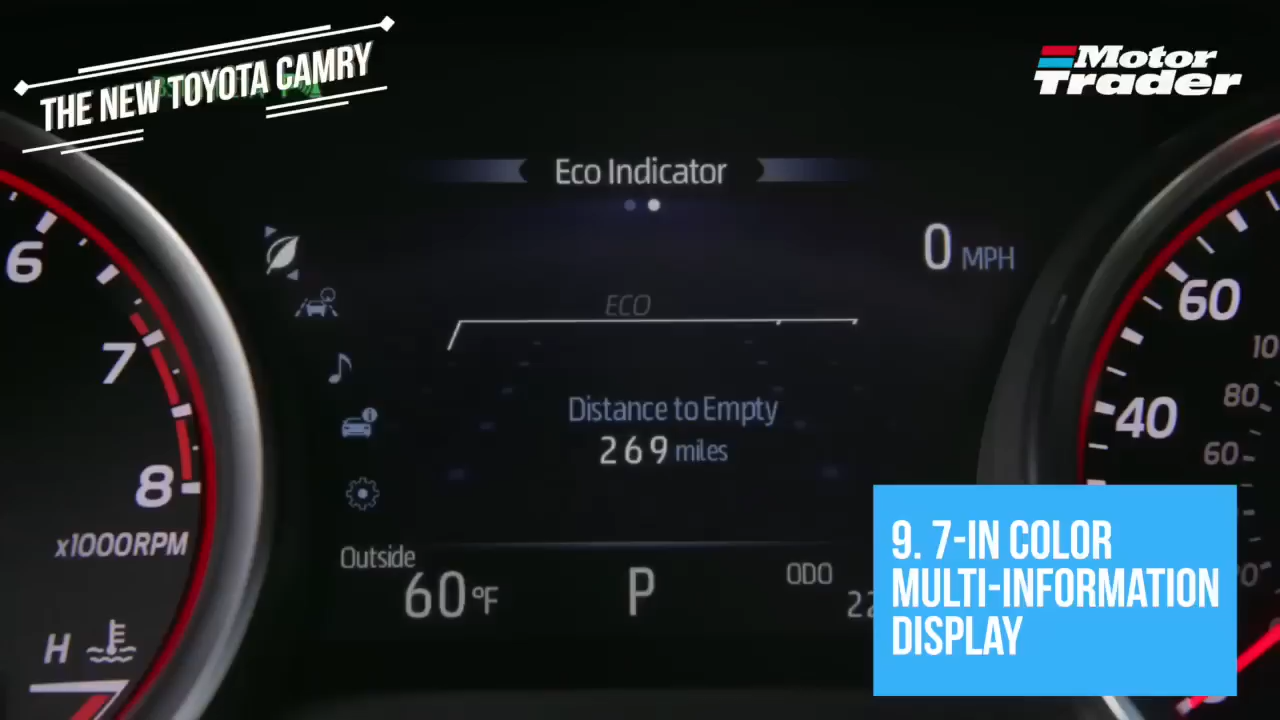 THE NEW TOYOTA CAMRY
Motor
Trader
Eco Indicator
0 MPH
6
7
8
x1000RPM
H
ECO
Distance to Empty
269 miles
Outside
60°F
P
ODO
22
60
40
80
60
9. 7-IN COLOR
MULTI-INFORMATION
DISPLAY